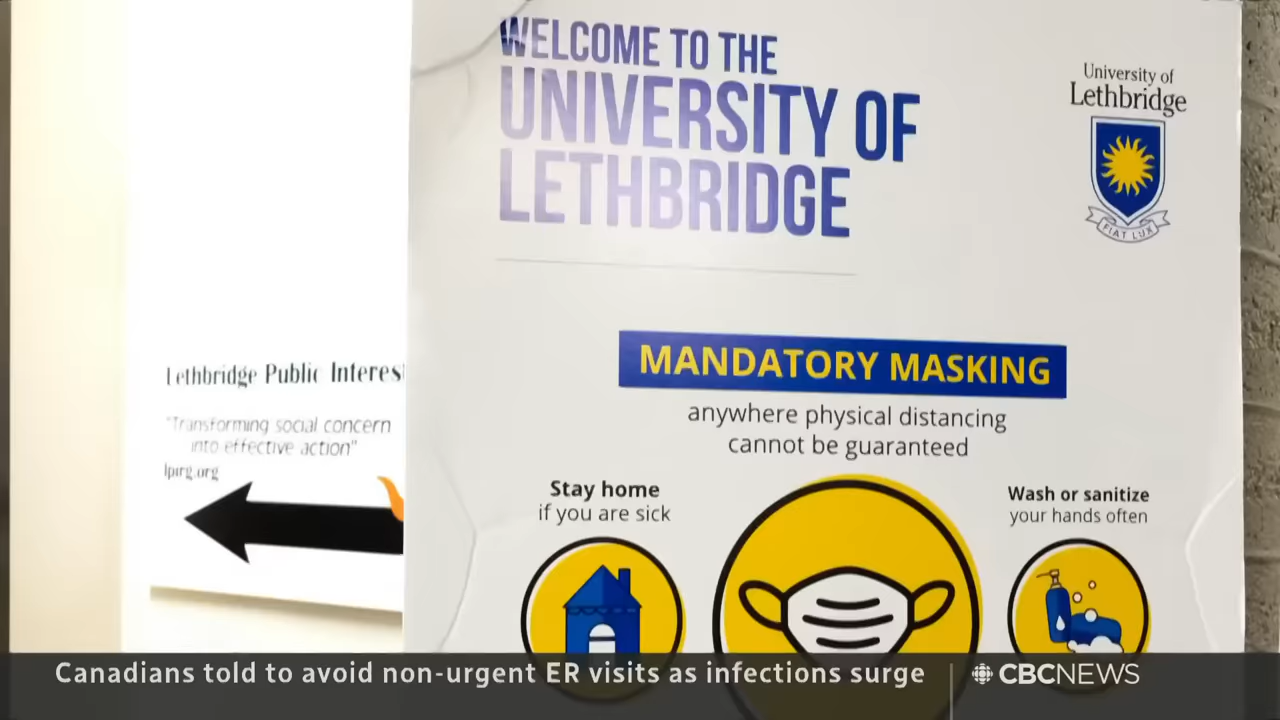 WELCOME TO THE
UNIVERSITY OF
LETHBRIDGE
University of
Lethbridge
FIAT LUX
MANDATORY MASKING
anywhere physical distancing
cannot be guaranteed
Stay home
if you are sick
Wash or sanitize
your hands often
Lethbridge Public Interest
"Transforming social concern
into effective action"
lpirg.org
Canadians told to avoid non-urgent ER visits as infections surge
CBCNEWS